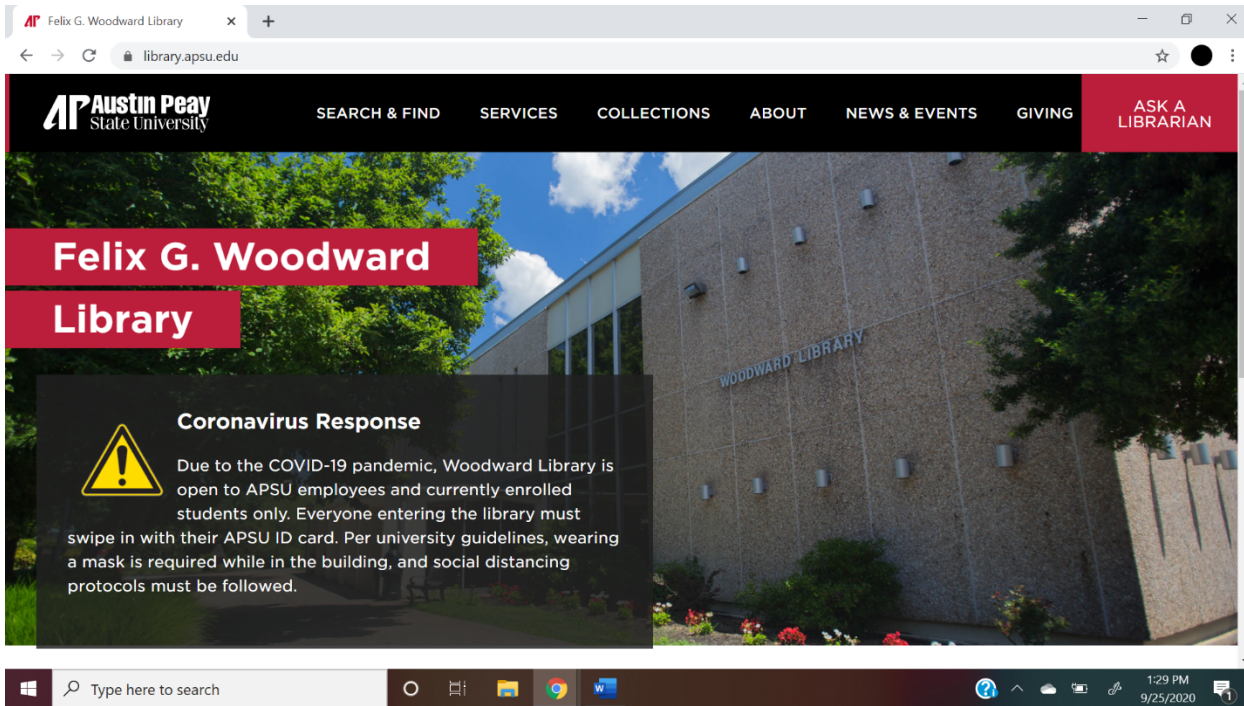 Felix G. Woodward Library
library.apsu.edu
AP Austin Peay
State University
SEARCH & FIND SERVICES COLLECTIONS ABOUT NEWS & EVENTS GIVING
ASK A
LIBRARIAN
Felix G. Woodward
Library
WOODWARD LIBRARY
Coronavirus Response
Due to the COVID-19 pandemic, Woodward Library is
open to APSU employees and currently enrolled
students only. Everyone entering the library must
swipe in with their APSU ID card. Per university guidelines, wearing
a mask is required while in the building, and social distancing
protocols must be followed.
Type here to search
1:29 PM
9/25/2020